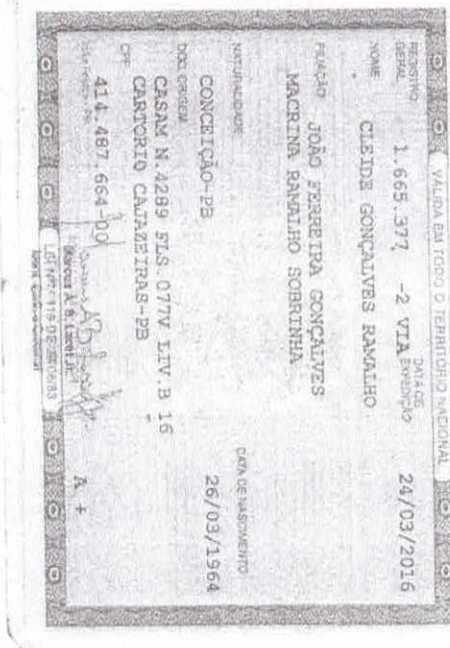 VÁLIDA EM TODO O TERRITÓRIO NACIONAL
REGISTRO GERAL 1.665.377 -2 VIA DATA DE EXPEDIÇÃO 24/03/2016
NOME
CLEIDE GONÇALVES RAMALHO
FILIAÇÃO JOÃO FERREIRA GONÇALVES
MACRINA RAMALHO SOBRINHA
NATURALIDADE DATA DE NASCIMENTO
CONCEIÇÃO-PB 26/03/1964
DOC. ORIGEM
CASAM N.4289 FLS.077V LIV.B 16
CARTORIO CAJAZEIRAS-PB
CPF
414.487.664-00 A +